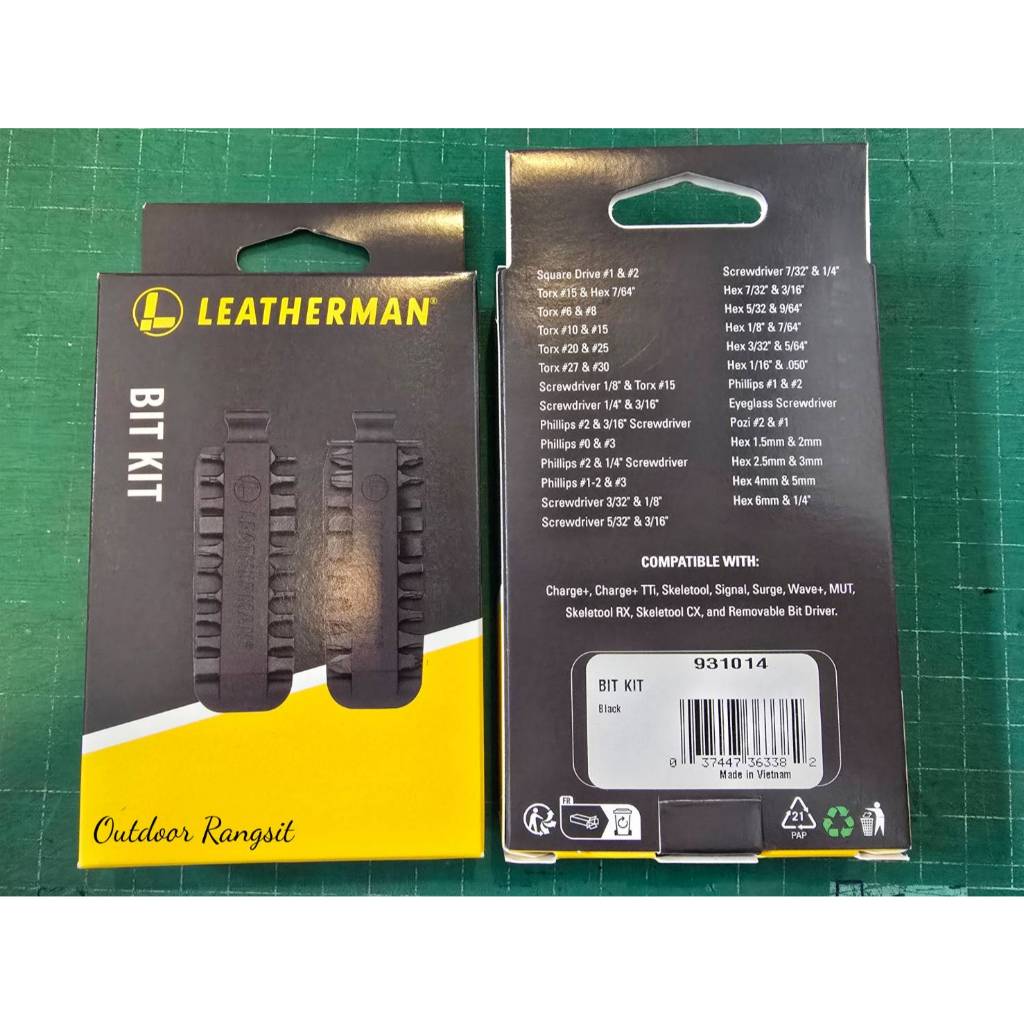 LEATHERMAN®
BIT KIT
LEATHERMAN
Outdoor Rangsit
Square Drive #1 & #2
Torx #15 & Hex 7/64"
Torx #6 & #8
Torx #10 & #15
Torx #20 & #25
Torx #27 & #30
Screwdriver 1/8" & Torx #15
Screwdriver 1/4" & 3/16"
Phillips #2 & 3/16" Screwdriver
Phillips #0 & #3
Phillips #2 & 1/4" Screwdriver
Phillips #1-2 & #3
Screwdriver 3/32" & 1/8"
Screwdriver 5/32" & 3/16"
Screwdriver 7/32" & 1/4"
Hex 7/32" & 3/16"
Hex 5/32 & 9/64"
Hex 1/8" & 7/64"
Hex 3/32" & 5/64"
Hex 1/16" & .050"
Phillips #1 & #2
Eyeglass Screwdriver
Pozi #2 & #1
Hex 1.5mm & 2mm
Hex 2.5mm & 3mm
Hex 4mm & 5mm
Hex 6mm & 1/4"
COMPATIBLE WITH:
Charge+, Charge+ TTi, Skeletool, Signal, Surge, Wave+, MUT,
Skeletool RX, Skeletool CX, and Removable Bit Driver.
931014
BIT KIT
Black
0 37447 36338 2
Made in Vietnam
FR
21
PAP